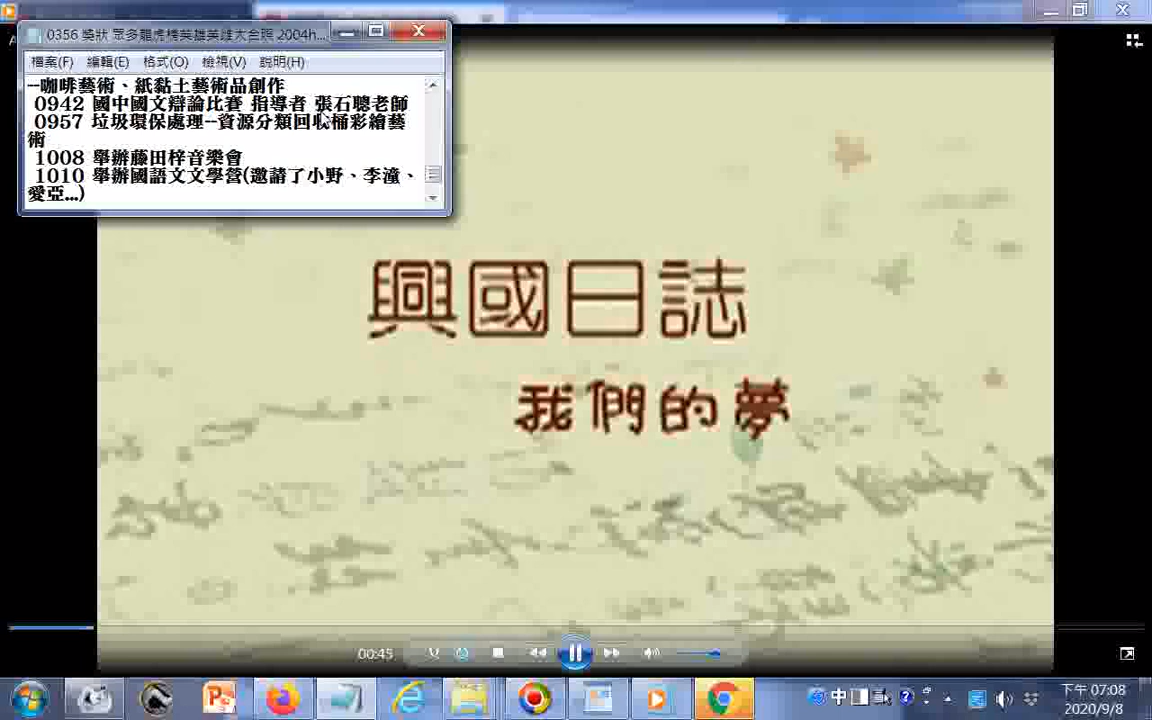 0356 獎狀 眾多龍虎榜英雄英雄大合照 2004h...
檔案(F) 編輯(E) 格式(O) 檢視(V) 說明(H)
--咖啡藝術、紙黏土藝術品創作
0942 國中國文辯論比賽 指導者 張石聰老師
0957 垃圾環保處理--資源分類回收桶彩繪藝
術
1008 舉辦藤田梓音樂會
1010 舉辦國語文文學營(邀請了小野、李潼、
愛亞...)
興國日誌
我們的夢
00:45
中
下午 07:08
2020/9/8